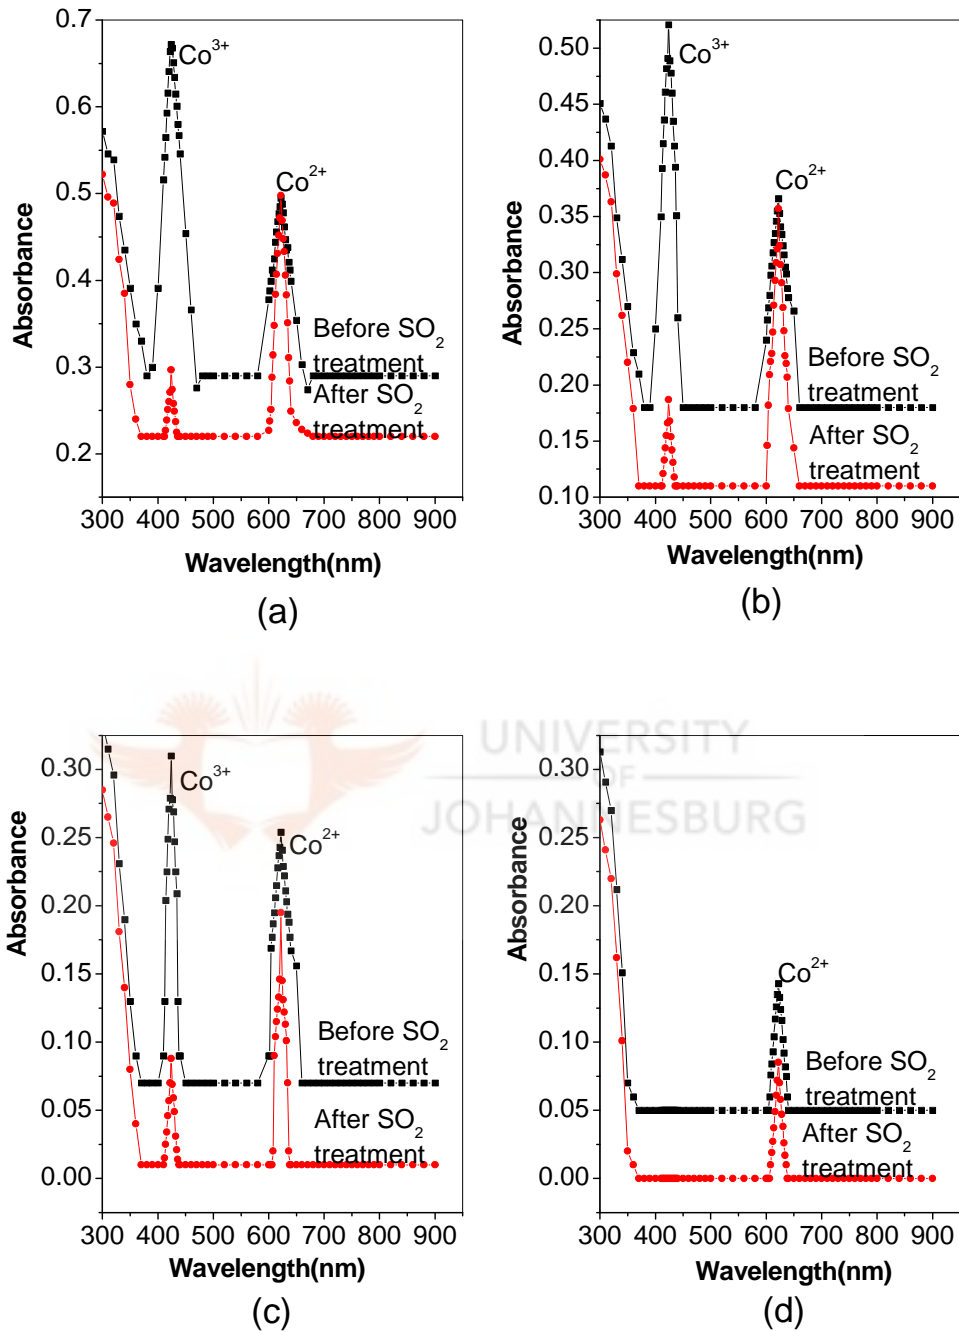 0.7
0.6
0.5
0.4
0.3
0.2
Absorbance
Co³⁺
Co²⁺
Before SO₂
treatment
After SO₂
treatment
300 400 500 600 700 800 900
Wavelength(nm)
(a)
0.50
0.45
0.40
0.35
0.30
0.25
0.20
0.15
0.10
Absorbance
Co³⁺
Co²⁺
Before SO₂
treatment
After SO₂
treatment
300 400 500 600 700 800 900
Wavelength(nm)
(b)
UNIVERSITY
OF
JOHANNESBURG
0.30
0.25
0.20
0.15
0.10
0.05
0.00
Absorbance
Co³⁺
Co²⁺
Before SO₂
treatment
After SO₂
treatment
300 400 500 600 700 800 900
Wavelength(nm)
(c)
0.30
0.25
0.20
0.15
0.10
0.05
0.00
Absorbance
Co²⁺
Before SO₂
treatment
After SO₂
treatment
300 400 500 600 700 800 900
Wavelength(nm)
(d)